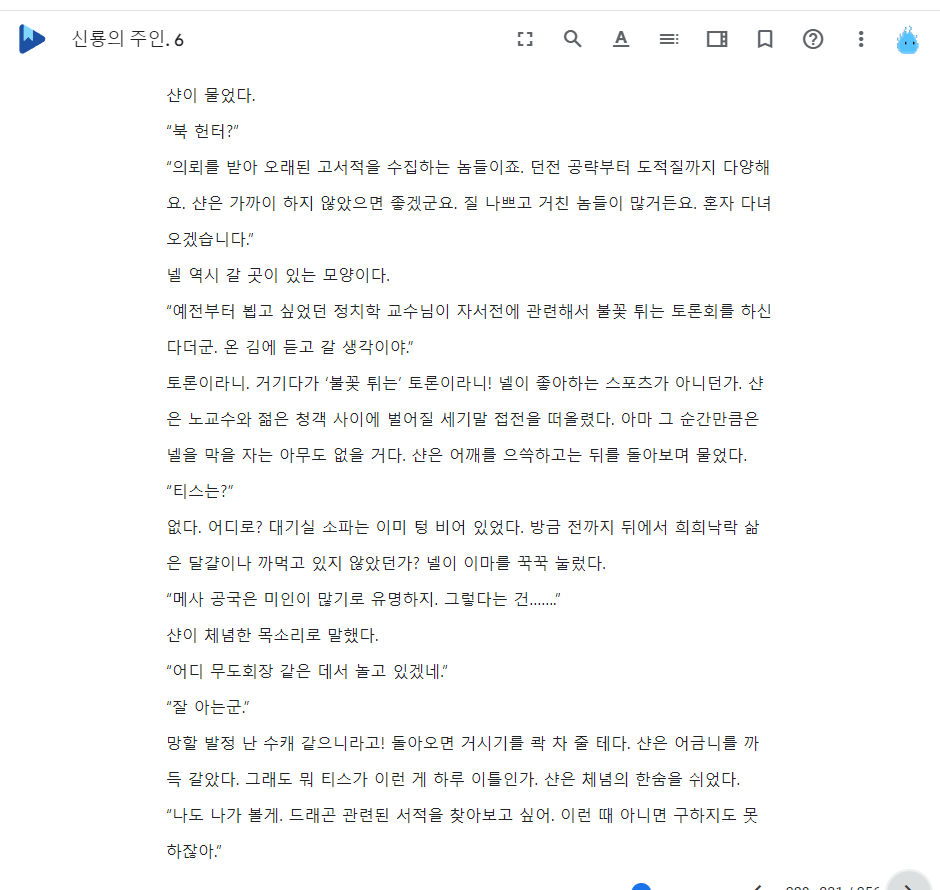 신룡의 주인. 6
샨이 물었다.
“북 헌터?”
“의뢰를 받아 오래된 고서적을 수집하는 놈들이죠. 던전 공략부터 도적질까지 다양해
요. 샨은 가까이 하지 않았으면 좋겠군요. 질 나쁘고 거친 놈들이 많거든요. 혼자 다녀
오겠습니다.”
넬 역시 갈 곳이 있는 모양이다.
“예전부터 뵙고 싶었던 정치학 교수님이 자서전에 관련해서 불꽃 튀는 토론회를 하신
다더군. 온 김에 듣고 갈 생각이야.”
토론이라니. 거기다가 ‘불꽃 튀는’ 토론이라니! 넬이 좋아하는 스포츠가 아니던가. 샨
은 노교수와 젊은 청객 사이에 벌어질 세기말 접전을 떠올렸다. 아마 그 순간만큼은
넬을 막을 자는 아무도 없을 거다. 샨은 어깨를 으쓱하고는 뒤를 돌아보며 물었다.
“티스는?”
없다. 어디로? 대기실 소파는 이미 텅 비어 있었다. 방금 전까지 뒤에서 희희낙락 삶
은 달걀이나 까먹고 있지 않았던가? 넬이 이마를 꾹꾹 눌렀다.
“메사 공국은 미인이 많기로 유명하지. 그렇다는 건…….”
샨이 체념한 목소리로 말했다.
“어디 무도회장 같은 데서 놀고 있겠네.”
“잘 아는군.”
망할 발정 난 수캐 같으니라고! 돌아오면 거시기를 콱 차 줄 테다. 샨은 어금니를 까
득 갈았다. 그래도 뭐 티스가 이런 게 하루 이틀인가. 샨은 체념의 한숨을 쉬었다.
“나도 나가 볼게. 드래곤 관련된 서적을 찾아보고 싶어. 이런 때 아니면 구하지도 못
하잖아.”